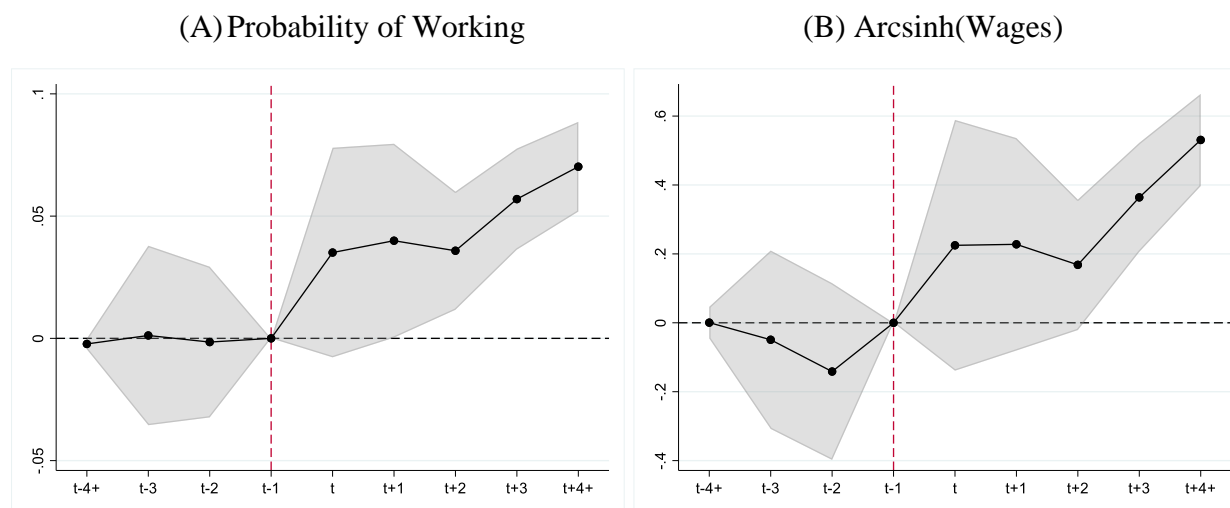 (A) Probability of Working
(B) Arcsinh(Wages)
.1
.05
0
-.05
t-4+ t-3 t-2 t-1 t t+1 t+2 t+3 t+4+
.6
.4
.2
0
-.2
-.4
t-4+ t-3 t-2 t-1 t t+1 t+2 t+3 t+4+